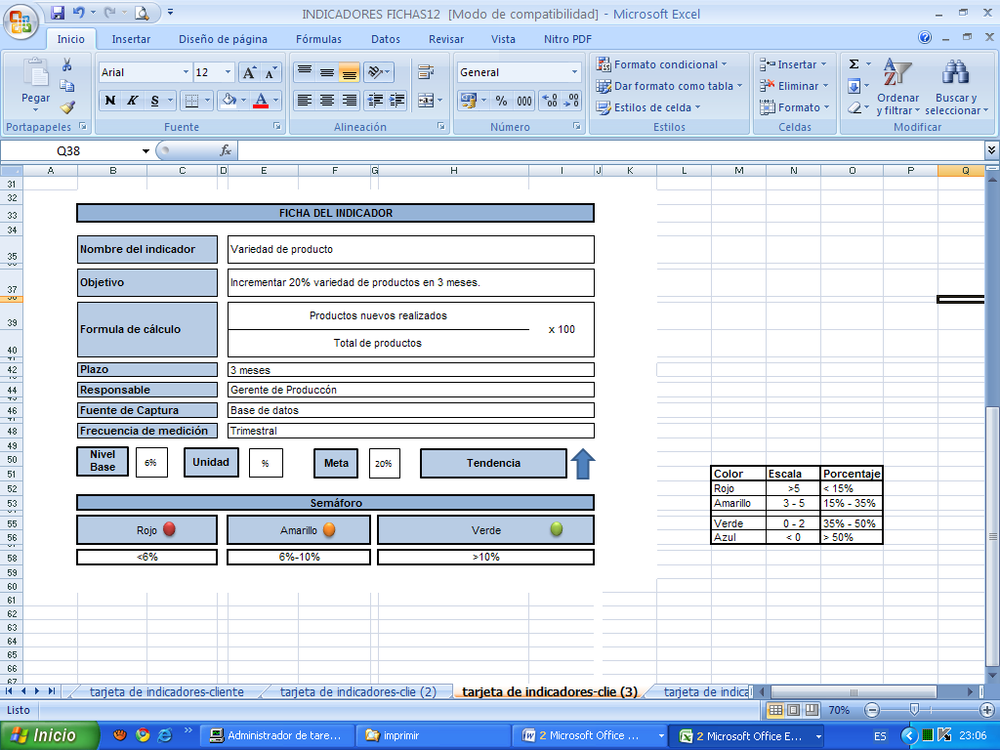 INDICADORES FICHAS12 [Modo de compatibilidad] - Microsoft Excel
Inicio Insertar Diseño de página Fórmulas Datos Revisar Vista Nitro PDF
Pegar
Portapapeles
Arial 12
N K S
Fuente
Alineación
General
% 000
Número
Formato condicional
Dar formato como tabla
Estilos de celda
Estilos
Insertar
Eliminar
Formato
Celdas
Ordenar y filtrar
Buscar y seleccionar
Modificar
Q38
fx
A B C D E F G H I J K L M N O P Q
31
32
33 FICHA DEL INDICADOR
34
35 Nombre del indicador Variedad de producto
37 Objetivo Incrementar 20% variedad de productos en 3 meses.
39 Productos nuevos realizados
Formula de cálculo x 100
40 Total de productos
42 Plazo 3 meses
44 Responsable Gerente de Produccón
46 Fuente de Captura Base de datos
48 Frecuencia de medición Trimestral
49
50 Nivel Base 6% Unidad % Meta 20% Tendencia
51 Color Escala Porcentaje
52 Rojo >5 < 15%
53 Semáforo Amarillo 3 - 5 15% - 35%
55 Rojo Amarillo Verde Verde 0 - 2 35% - 50%
56 Azul < 0 > 50%
58 <6% 6%-10% >10%
59
60
61
62
63
64
65
66
67
tarjeta de indicadores-cliente tarjeta de indicadores-clie (2) tarjeta de indicadores-clie (3) tarjeta de indica
Listo 70%
Inicio Administrador de tare... imprimir 2 Microsoft Office ... 2 Microsoft Office E... ES 23:06